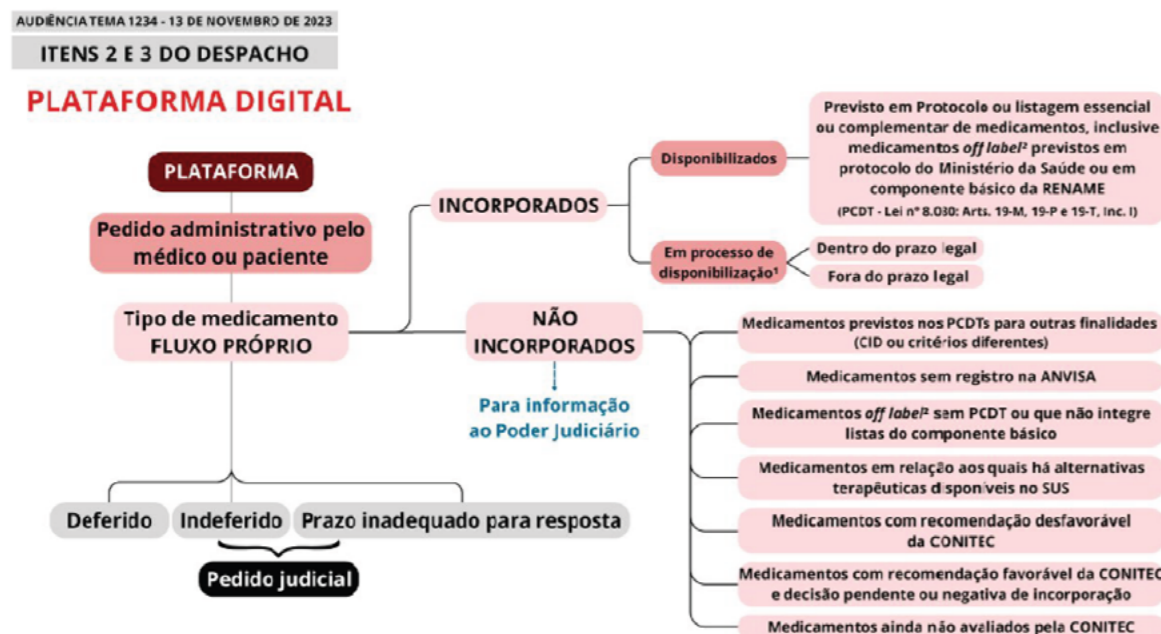 AUDIÊNCIA TEMA 1234 - 13 DE NOVEMBRO DE 2023
ITENS 2 E 3 DO DESPACHO
PLATAFORMA DIGITAL
PLATAFORMA
Pedido administrativo pelo
médico ou paciente
Tipo de medicamento
FLUXO PRÓPRIO
INCORPORADOS
Disponibilizados
Previsto em Protocolo ou listagem essencial
ou complementar de medicamentos, inclusive
medicamentos off label² previstos em
protocolo do Ministério da Saúde ou em
componente básico da RENAME
(PCDT - Lei nº 8.030: Arts. 19-M, 19-P e 19-T, Inc. I)
Em processo de
disponibilização¹
Dentro do prazo legal
Fora do prazo legal
NÃO
INCORPORADOS
Para informação
ao Poder Judiciário
Medicamentos previstos nos PCDTs para outras finalidades
(CID ou critérios diferentes)
Medicamentos sem registro na ANVISA
Medicamentos off label² sem PCDT ou que não integre
listas do componente básico
Medicamentos em relação aos quais há alternativas
terapêuticas disponíveis no SUS
Medicamentos com recomendação desfavorável
da CONITEC
Medicamentos com recomendação favorável da CONITEC
e decisão pendente ou negativa de incorporação
Medicamentos ainda não avaliados pela CONITEC
Deferido
Indeferido
Prazo inadequado para resposta
Pedido judicial